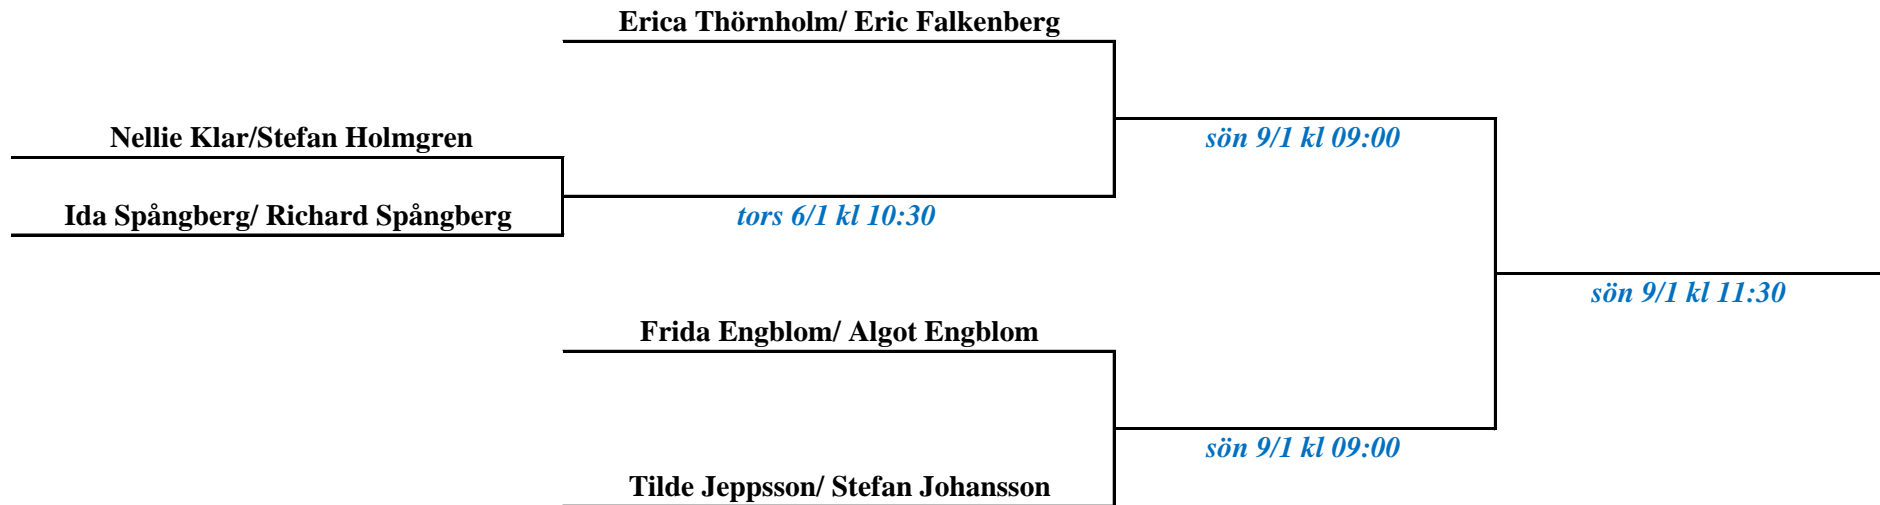 Erica Thörnholm/ Eric Falkenberg
Nellie Klar/Stefan Holmgren
sön 9/1 kl 09:00
Ida Spångberg/ Richard Spångberg
tors 6/1 kl 10:30
sön 9/1 kl 11:30
Frida Engblom/ Algot Engblom
sön 9/1 kl 09:00
Tilde Jeppsson/ Stefan Johansson